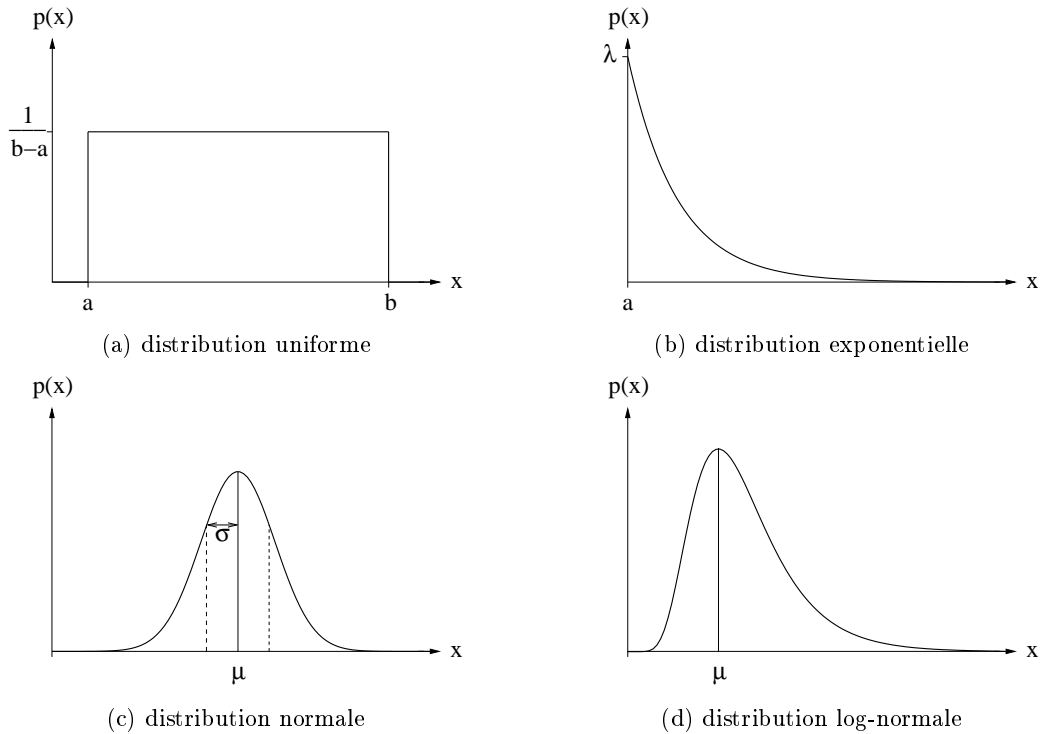 p(x)
1
b−a
a
b
x
(a) distribution uniforme
p(x)
λ
a
x
(b) distribution exponentielle
p(x)
σ
μ
x
(c) distribution normale
p(x)
μ
x
(d) distribution log-normale